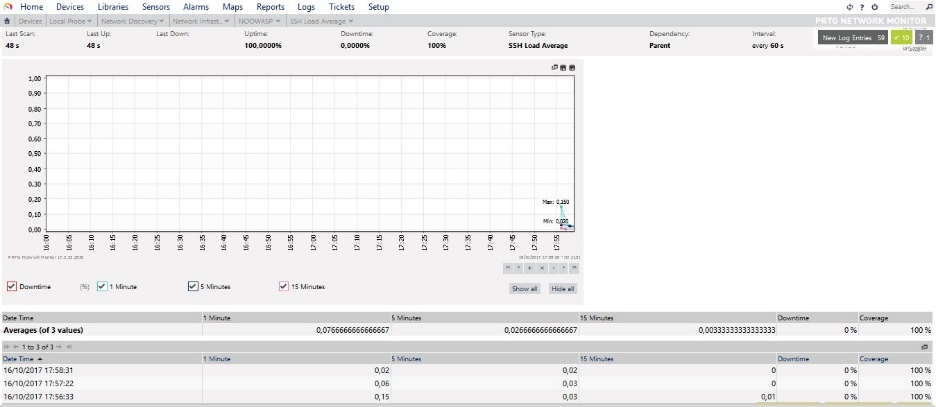 Home Devices Libraries Sensors Alarms Maps Reports Logs Tickets Setup ? Search...
Devices Local Probe Network Discovery Network Infrast... NOOWASP SSH Load Average PRTG NETWORK MONITOR
New Log Entries 59 ✓ 10 ? 1
Last Scan: Last Up: Last Down: Uptime: Downtime: Coverage: Sensor Type: Dependency: Interval:
48 s 48 s 100,0000% 0,0000% 100% SSH Load Average Parent every 60 s
1,00
0,90
0,80
0,70
0,60
0,50
0,40
0,30
0,20
0,10
0,00
Max: 0,150
Min:
16:00 16:05 16:10 16:15 16:20 16:25 16:30 16:35 16:40 16:45 16:50 16:55 17:00 17:05 17:10 17:15 17:20 17:25 17:30 17:35 17:40 17:45 17:50 17:55
PRTG Network Monitor
Downtime (%) 1 Minute 5 Minutes 15 Minutes Show all Hide all
Date Time 1 Minute 5 Minutes 15 Minutes Downtime Coverage
Averages (of 3 values) 0,0766666666666667 0,0266666666666667 0,00333333333333333 0 % 100 %
1 to 3 of 3
Date Time 1 Minute 5 Minutes 15 Minutes Downtime Coverage
16/10/2017 17:58:31 0,02 0,02 0 0 % 100 %
16/10/2017 17:57:22 0,06 0,03 0 0 % 100 %
16/10/2017 17:56:33 0,15 0,03 0,01 0 % 100 %